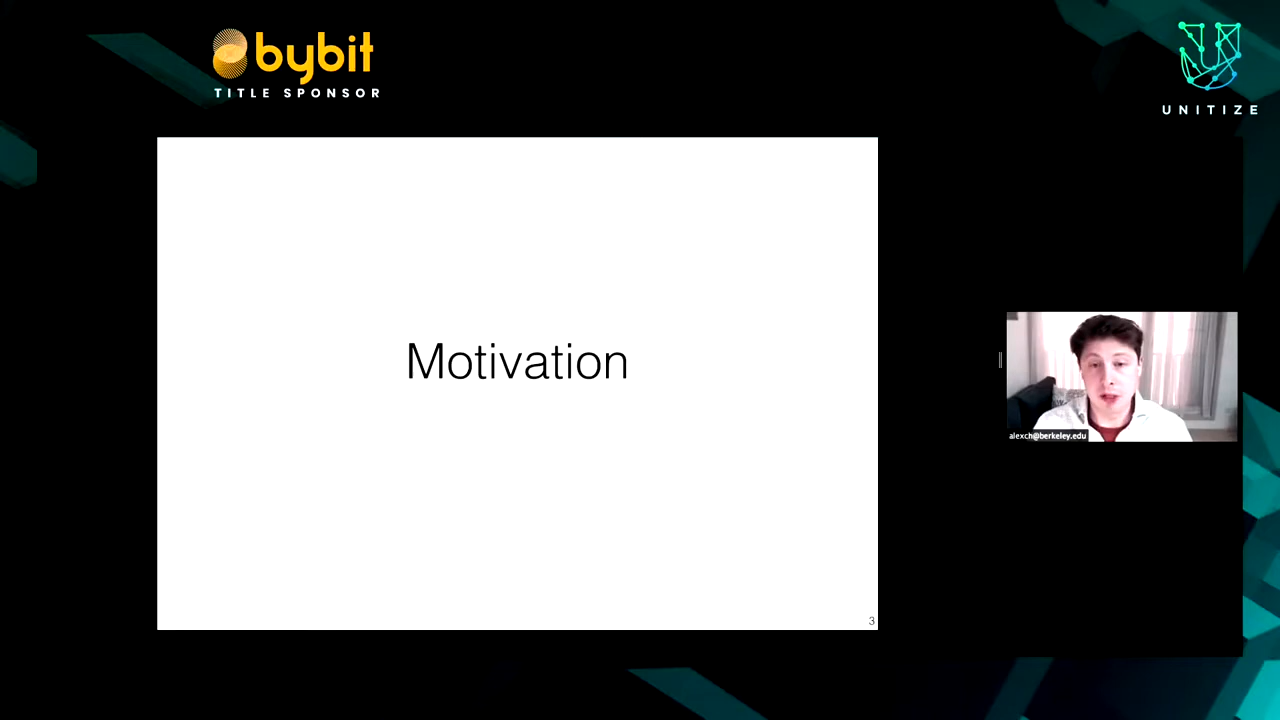 bybit
TITLE SPONSOR
UNITIZE
Motivation
alexch@berkeley.edu
3